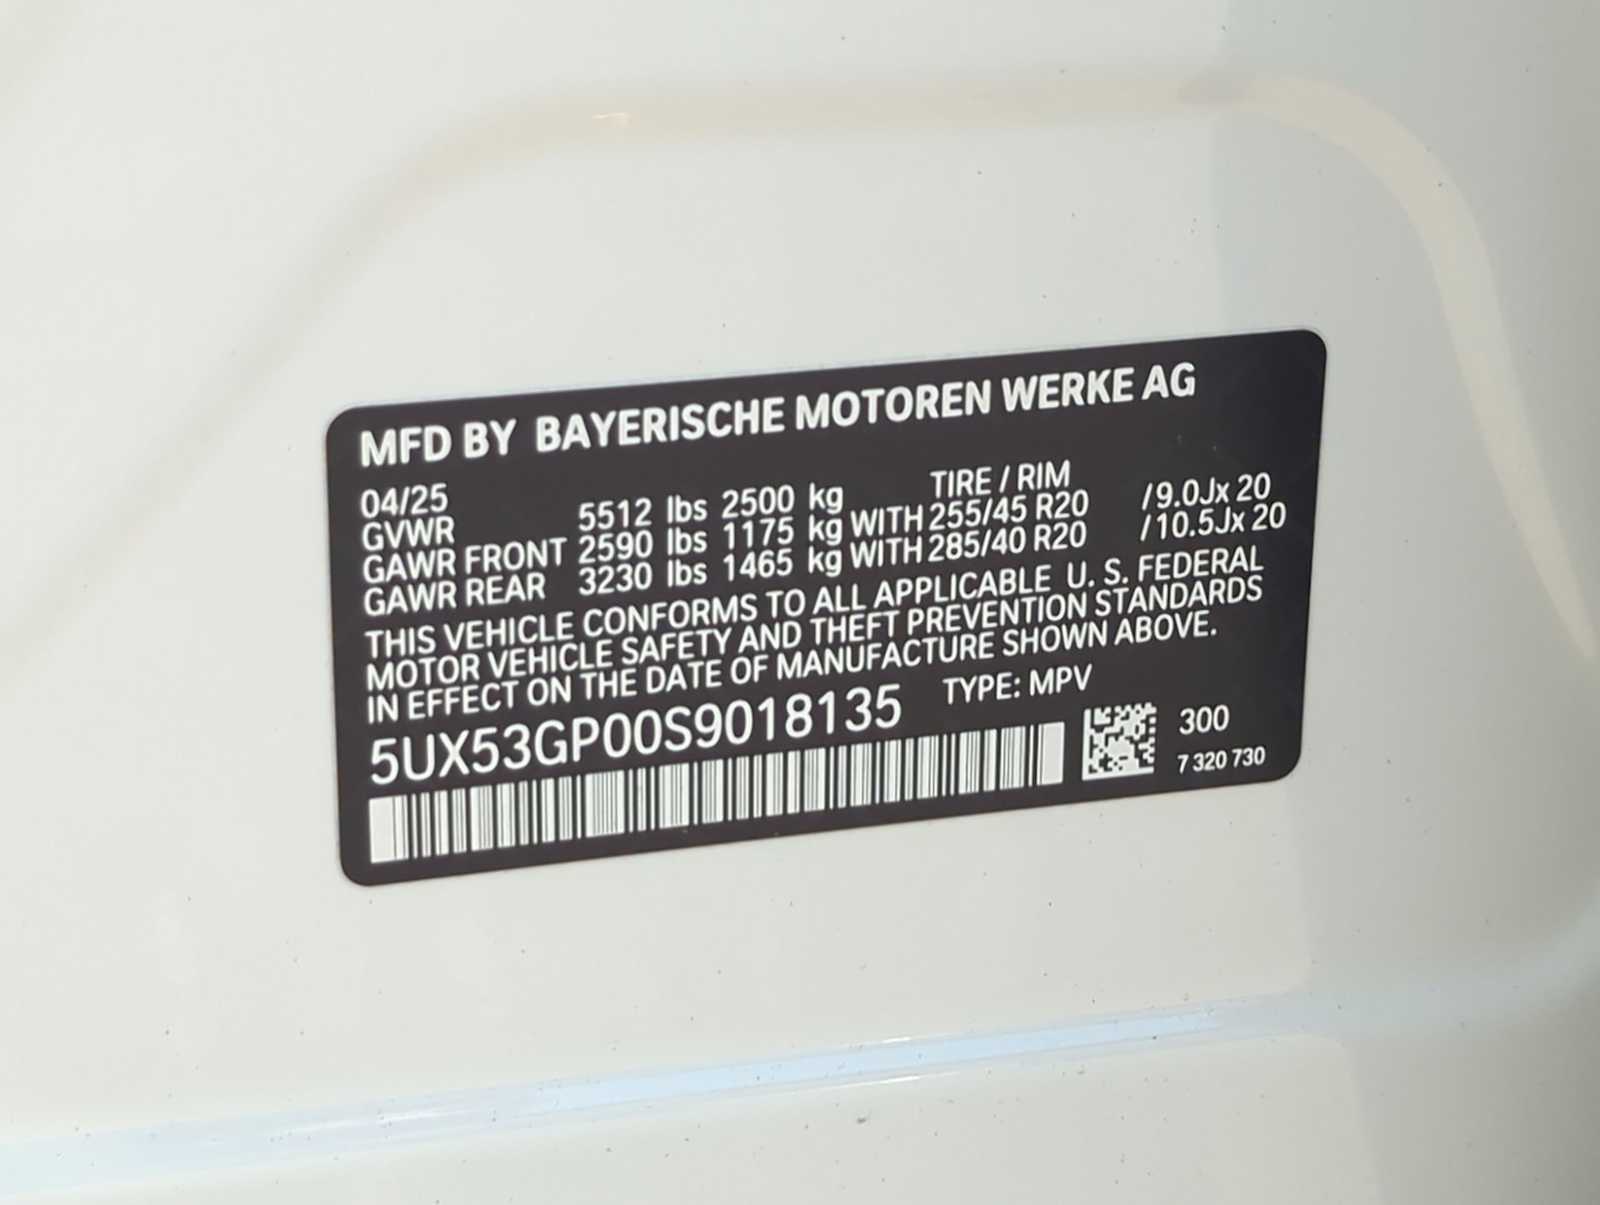 MFD BY BAYERISCHE MOTOREN WERKE AG
04/25 TIRE / RIM
GVWR 5512 lbs 2500 kg
GAWR FRONT 2590 lbs 1175 kg WITH 255/45 R20 /9.0Jx 20
GAWR REAR 3230 lbs 1465 kg WITH 285/40 R20 /10.5Jx 20
THIS VEHICLE CONFORMS TO ALL APPLICABLE U. S. FEDERAL
MOTOR VEHICLE SAFETY AND THEFT PREVENTION STANDARDS
IN EFFECT ON THE DATE OF MANUFACTURE SHOWN ABOVE.
5UX53GP00S9018135 TYPE: MPV
300
7 320 730